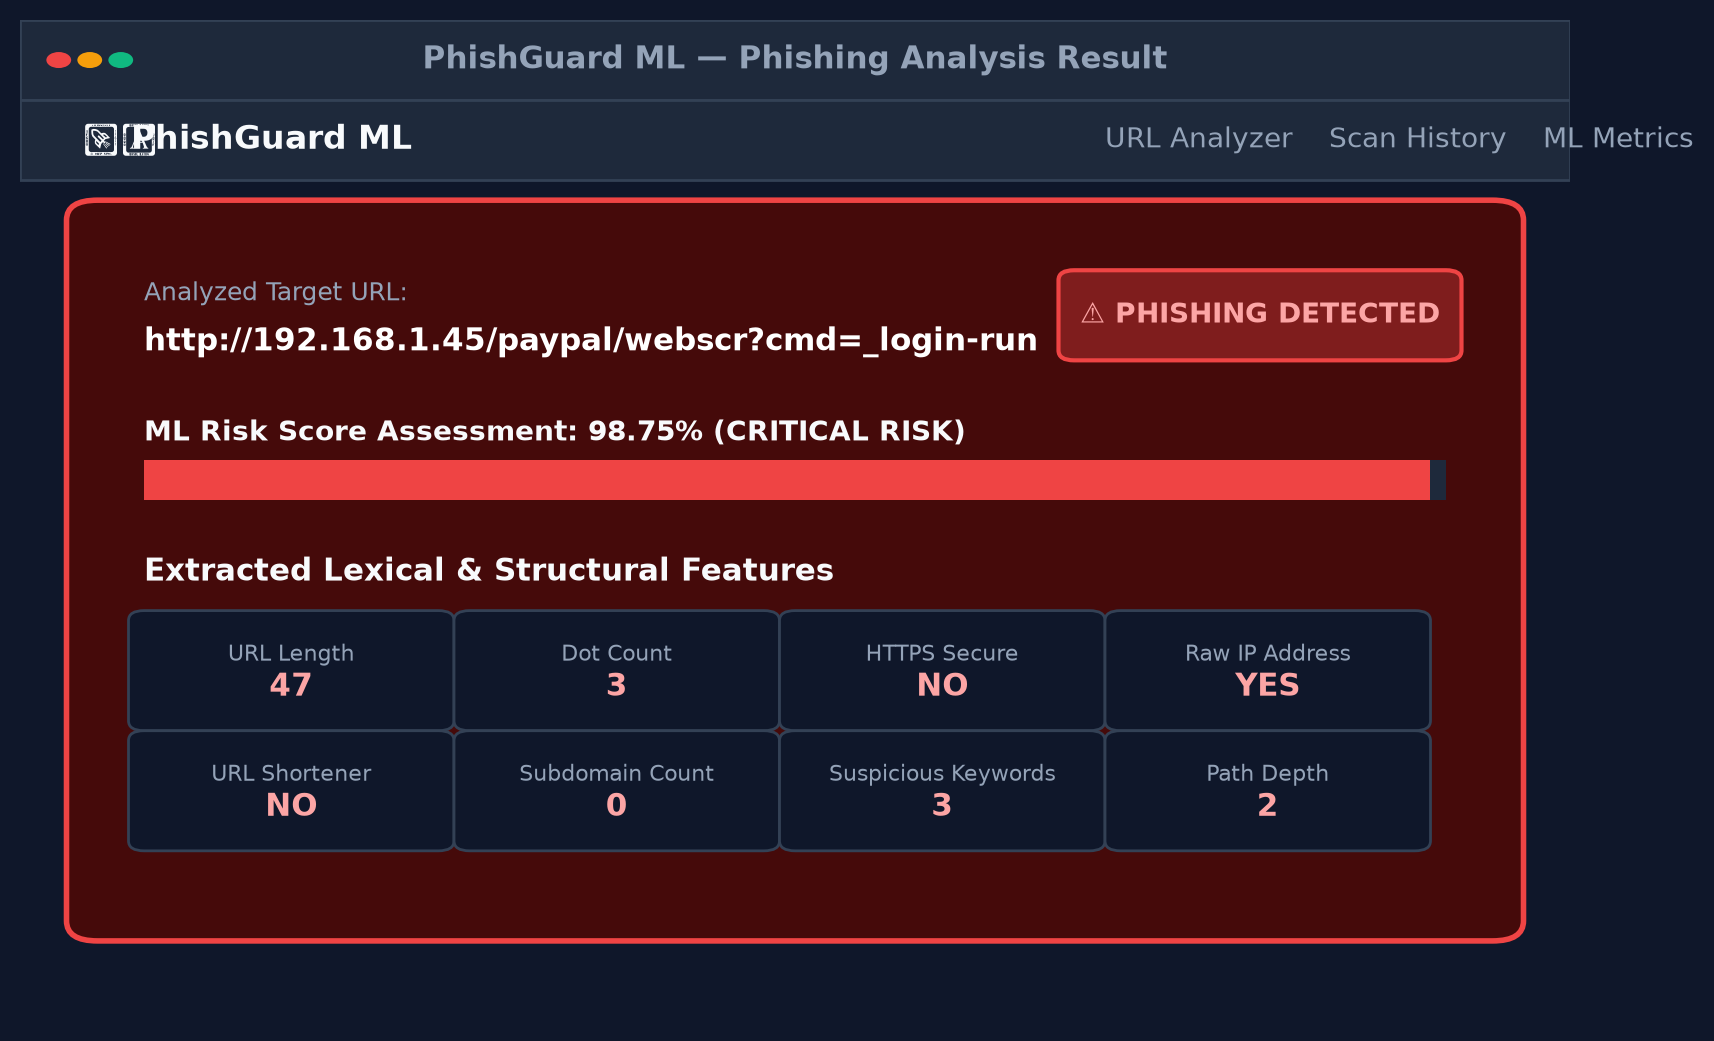 PhishGuard ML — Phishing Analysis Result
PhishGuard ML
URL Analyzer Scan History ML Metrics
Analyzed Target URL:
http://192.168.1.45/paypal/webscr?cmd=_login-run
⚠ PHISHING DETECTED
ML Risk Score Assessment: 98.75% (CRITICAL RISK)
Extracted Lexical & Structural Features
URL Length
47
Dot Count
3
HTTPS Secure
NO
Raw IP Address
YES
URL Shortener
NO
Subdomain Count
0
Suspicious Keywords
3
Path Depth
2